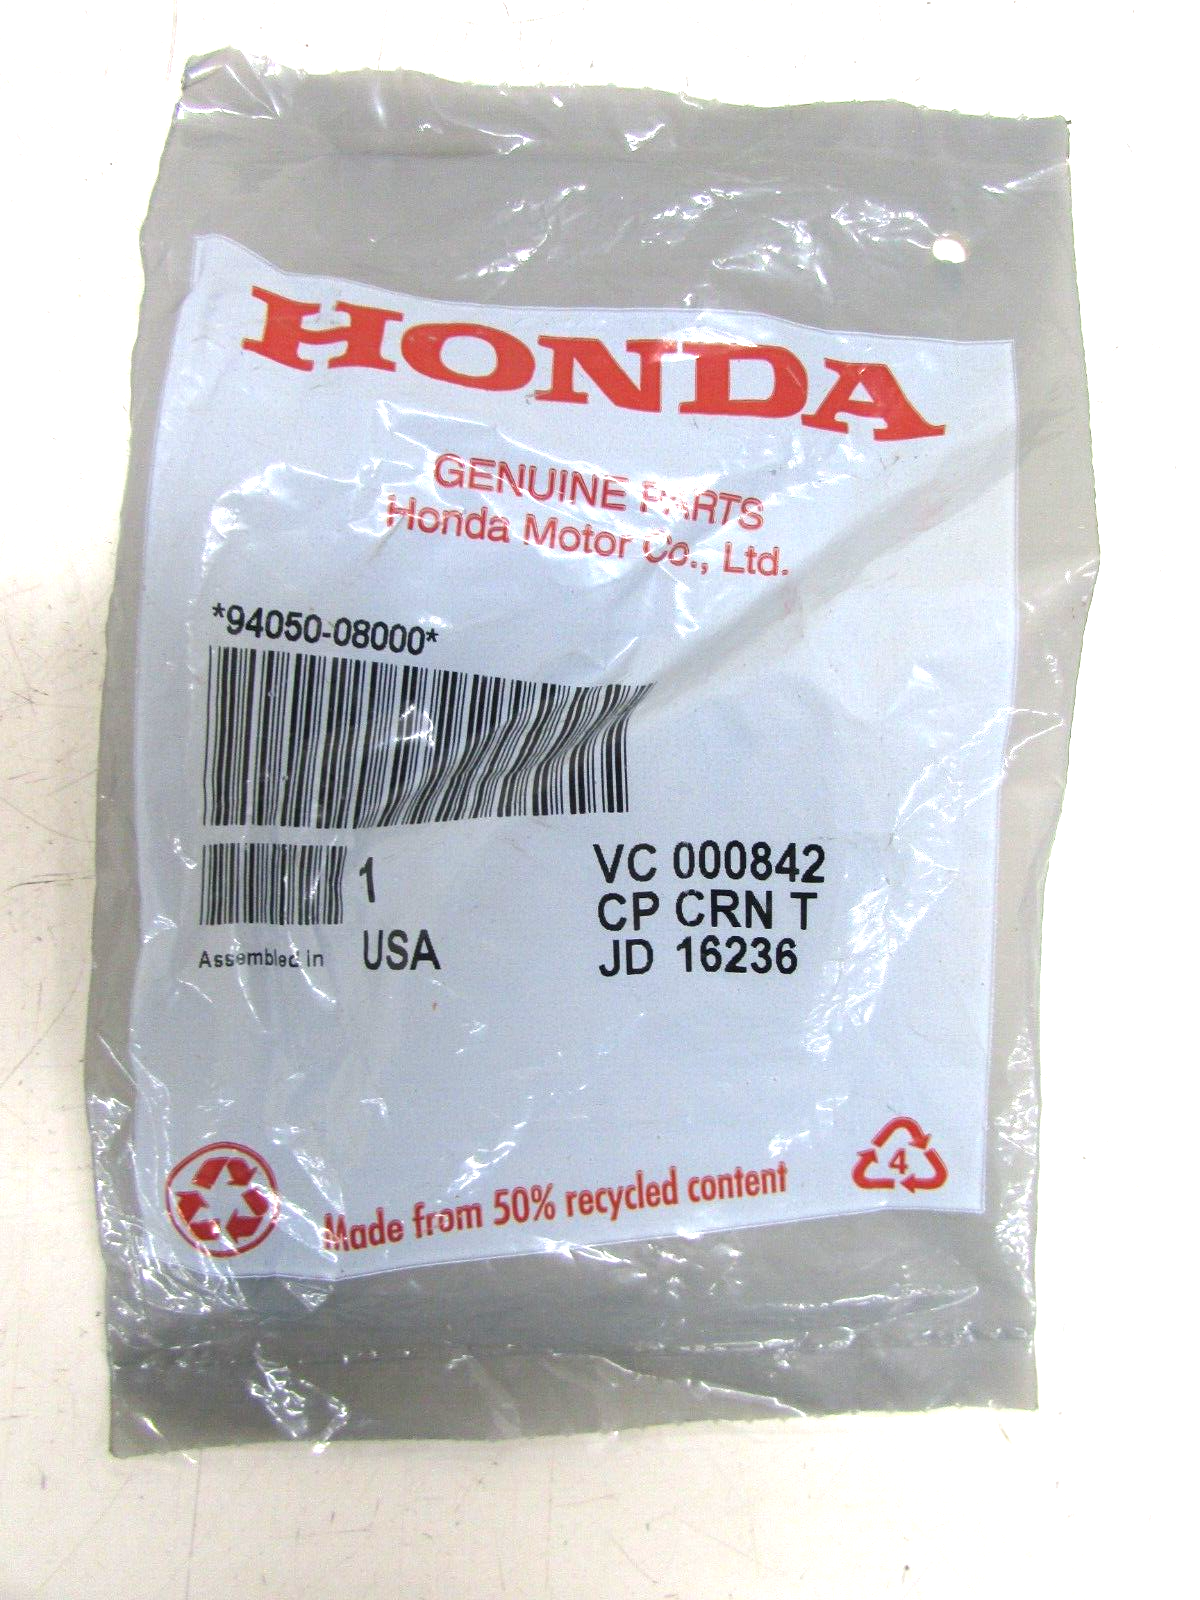 HONDA
GENUINE PARTS
Honda Motor Co., Ltd.
*94050-08000*
1
Assembled in USA
VC 000842
CP CRN T
JD 16236
Made from 50% recycled content
4